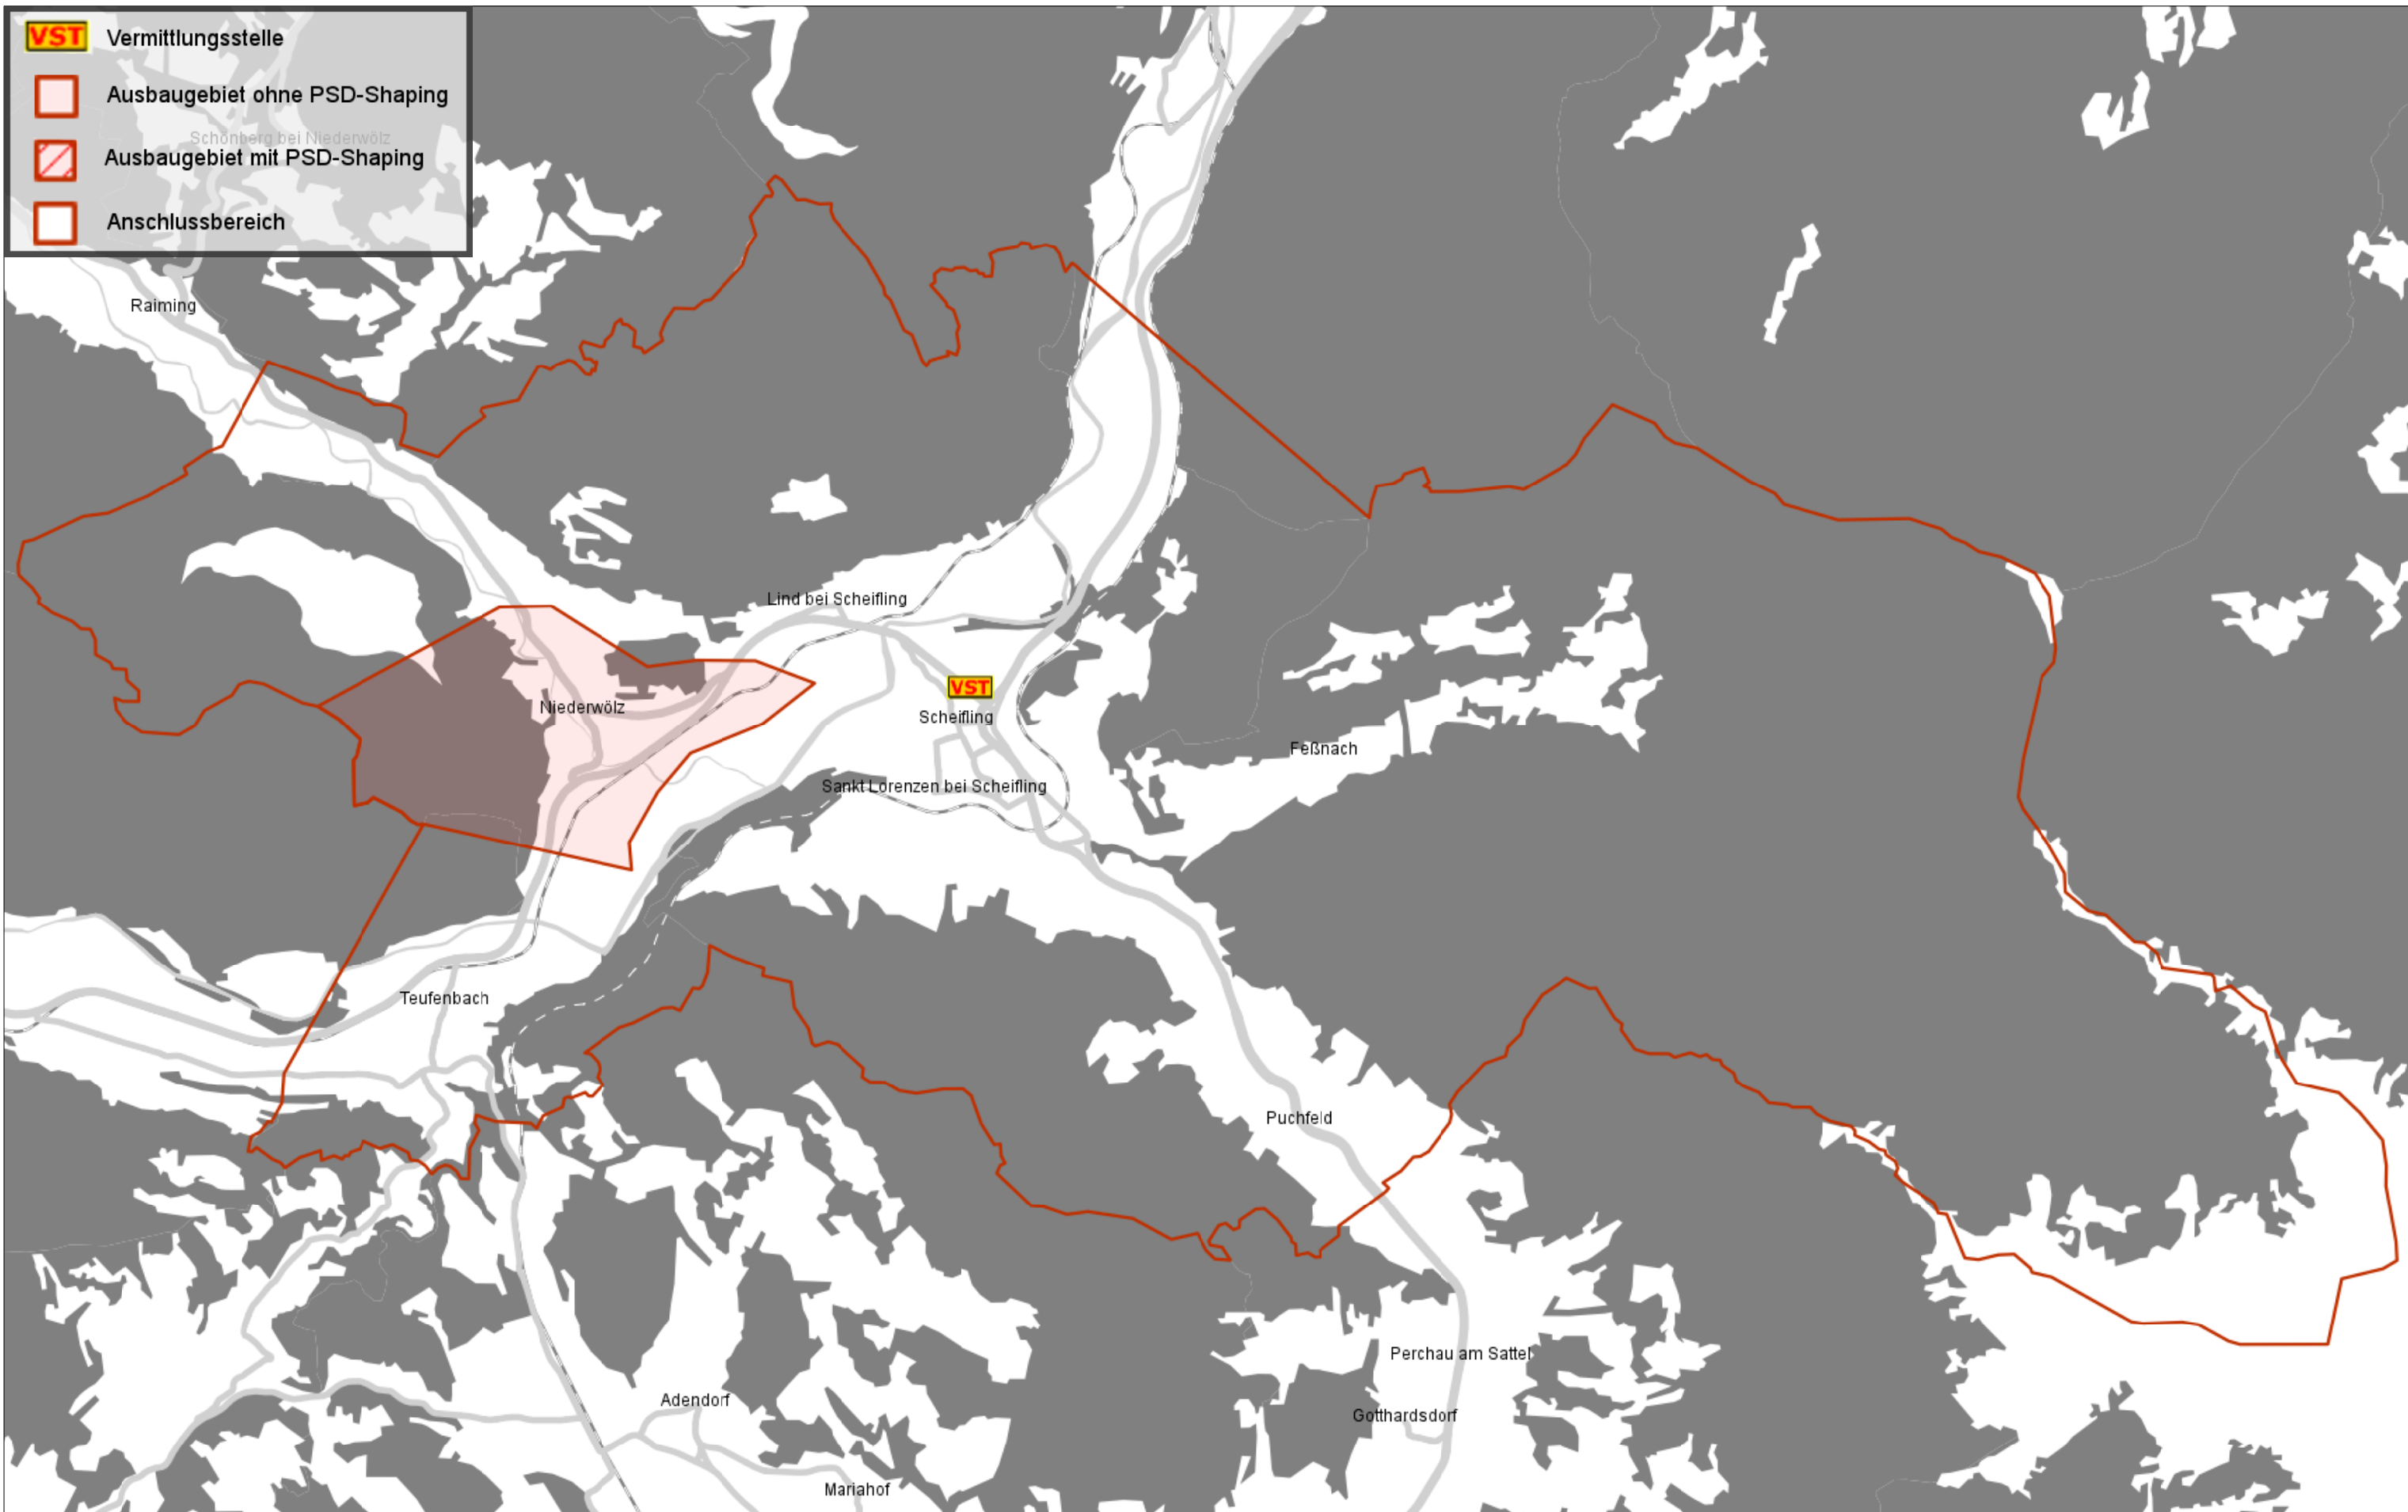 VST Vermittlungsstelle
Ausbaugebiet ohne PSD-Shaping
Schönberg bei Niederwölz
Ausbaugebiet mit PSD-Shaping
Anschlussbereich
Raiming
Lind bei Scheifling
VST
Niederwölz
Scheifling
Feßnach
Sankt Lorenzen bei Scheifling
Teufenbach
Puchfeld
Perchau am Sattel
Adendorf
Gotthardsdorf
Mariahof